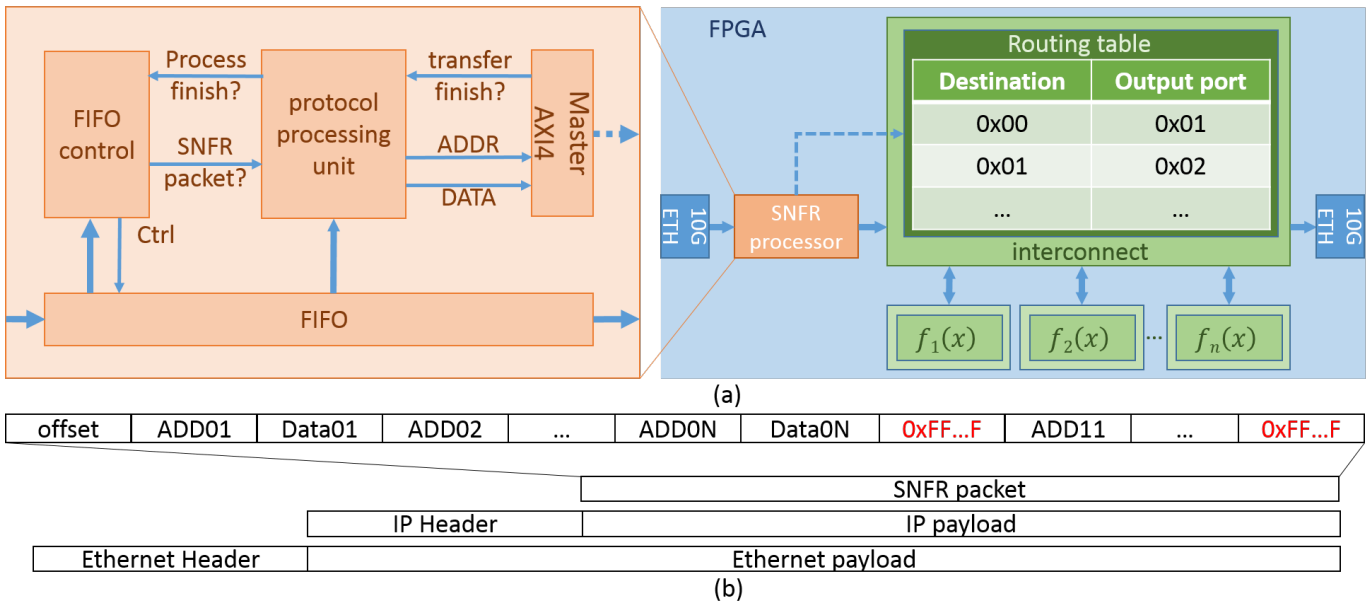 Process
finish?
transfer
finish?
FIFO
control
protocol
processing
unit
Master
AXI4
SNFR
packet?
ADDR
DATA
Ctrl
FIFO
FPGA
Routing table
Destination Output port
0x00 0x01
0x01 0x02
... ...
interconnect
10G
ETH
SNFR
processor
10G
ETH
f₁(x) f₂(x) ... fₙ(x)
(a)
offset ADD01 Data01 ADD02 ... ADD0N Data0N 0xFF...F ADD11 ... 0xFF...F
SNFR packet
IP Header IP payload
Ethernet Header Ethernet payload
(b)